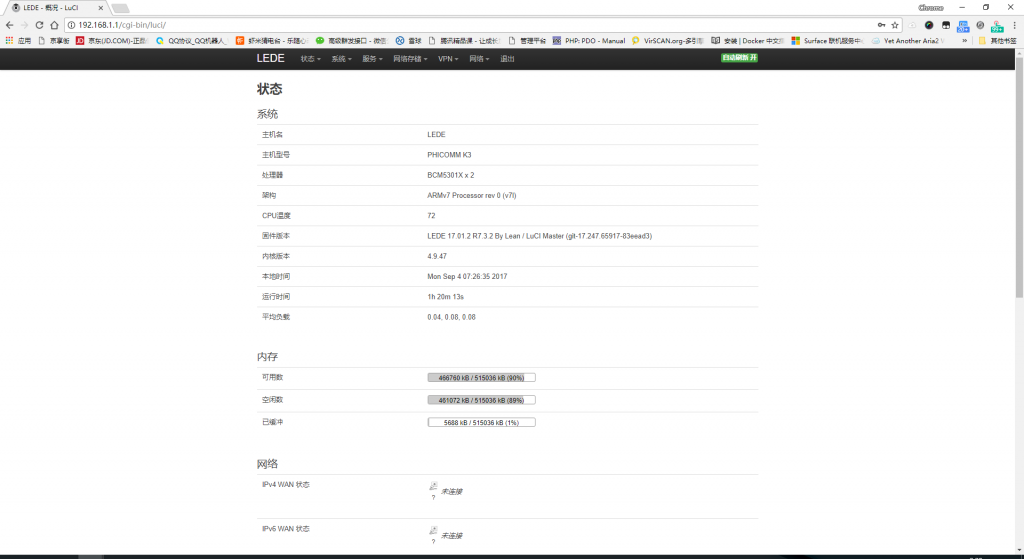 LEDE - 概况 - LuCI
Chrome
192.168.1.1/cgi-bin/luci/
应用 京享街 京东(JD.COM)-正品 QQ协议_QQ机器人_ 虾米猜电台 - 乐随心 高级群发接口 - 微信 雪球 腾讯精品课 - 让成长 管理平台 PHP: PDO - Manual VirSCAN.org-多引 安装 | Docker 中文 Surface 联机服务中 Yet Another Aria2 » 其他书签
LEDE 状态 系统 服务 网络存储 VPN 网络 退出 自动刷新 开
状态
系统
主机名 LEDE
主机型号 PHICOMM K3
处理器 BCM5301X x 2
架构 ARMv7 Processor rev 0 (v7l)
CPU温度 72
固件版本 LEDE 17.01.2 R7.3.2 By Lean / LuCI Master (git-17.247.65917-83eead3)
内核版本 4.9.47
本地时间 Mon Sep 4 07:26:35 2017
运行时间 1h 20m 13s
平均负载 0.04, 0.08, 0.08
内存
可用数 466760 kB / 515036 kB (90%)
空闲数 461072 kB / 515036 kB (89%)
已缓冲 5688 kB / 515036 kB (1%)
网络
IPv4 WAN 状态 ? 未连接
IPv6 WAN 状态 ? 未连接